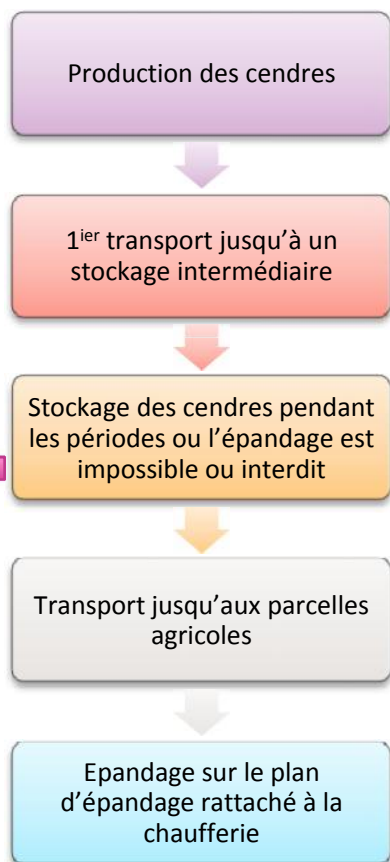 Production des cendres
1ier transport jusqu’à un
stockage intermédiaire
Stockage des cendres pendant
les périodes ou l’épandage est
impossible ou interdit
Transport jusqu’aux parcelles
agricoles
Epandage sur le plan
d’épandage rattaché à la
chaufferie